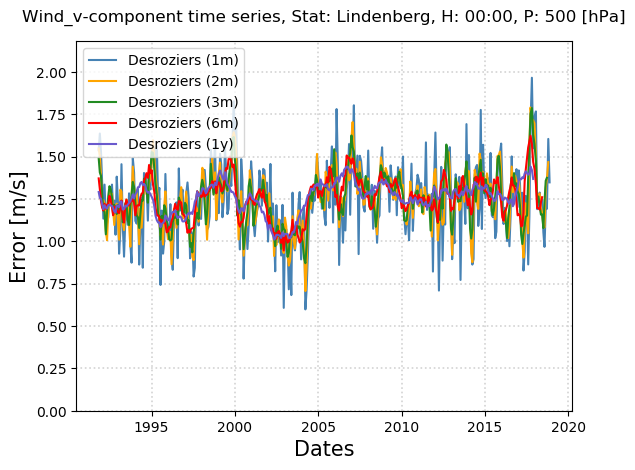 Wind_v-component time series, Stat: Lindenberg, H: 00:00, P: 500 [hPa]
Desroziers (1m)
Desroziers (2m)
Desroziers (3m)
Desroziers (6m)
Desroziers (1y)
Error [m/s]
2.00
1.75
1.50
1.25
1.00
0.75
0.50
0.25
0.00
1995 2000 2005 2010 2015 2020
Dates